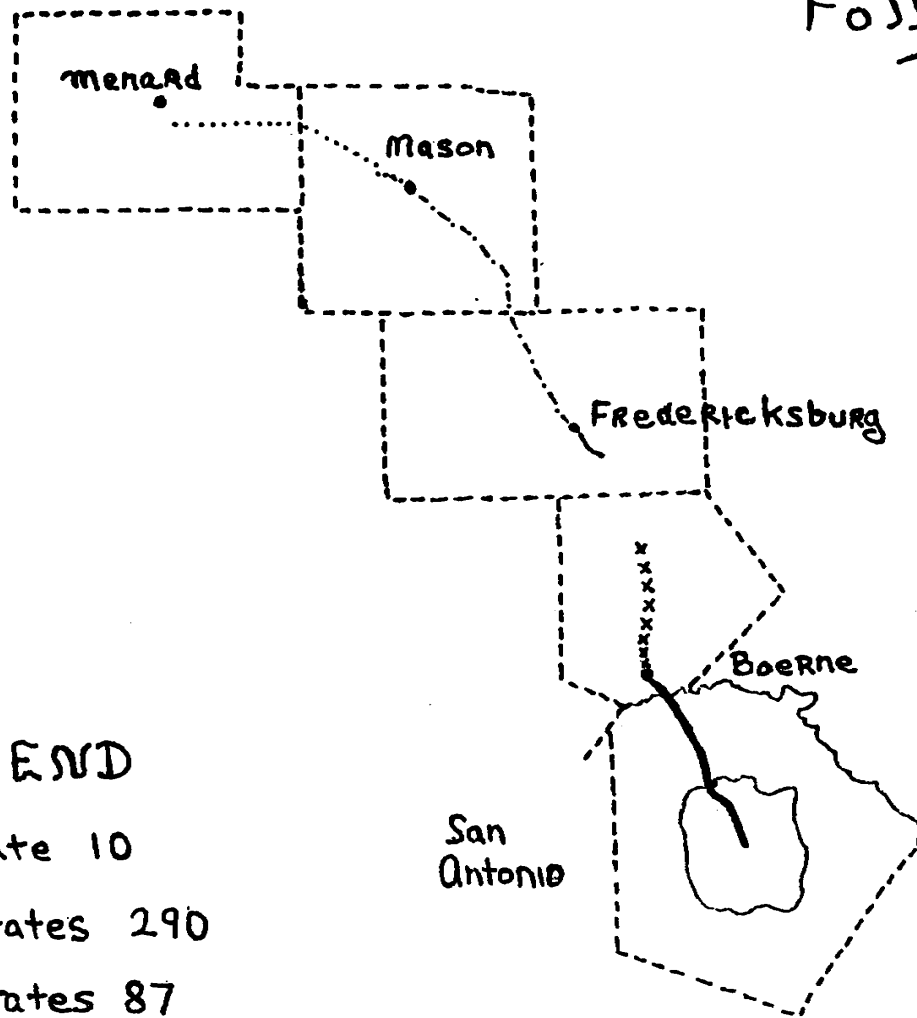 Menard
Mason
Fredericksburg
Boerne
San
Antonio
END
te 10
ates 290
ates 87